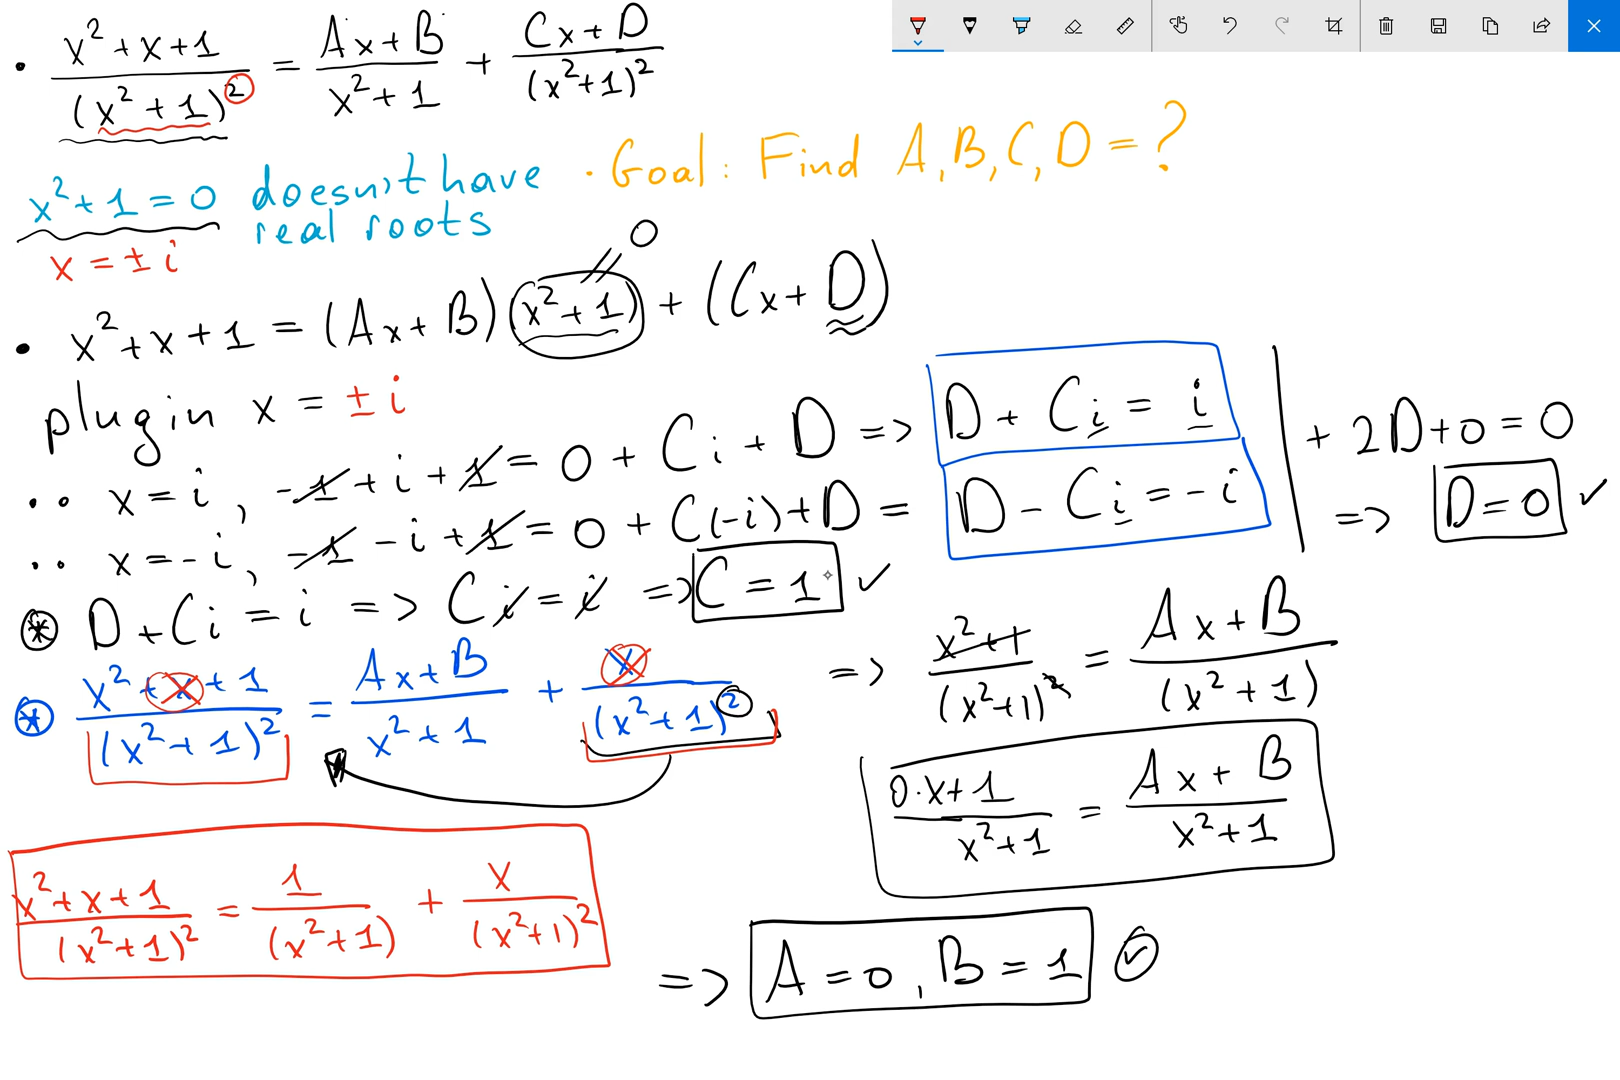 • x²+x+1 / (x²+1)² = Ax+B / x²+1 + Cx+D / (x²+1)²
• Goal: Find A, B, C, D = ?
x²+1=0 doesn't have real roots
x = ± i
0
• x²+x+1 = (Ax+B)(x²+1) + (Cx+D)
plug in x = ± i
.. x = i, -1+i+1 = 0 + Ci + D => D + Ci = i
.. x = -i, -1-i+1 = 0 + C(-i)+D = D - Ci = -i
+ 2D+0=0
=> D=0 ✓
* D+Ci = i => Ci = i => C = 1 ✓
* x²+x+1 / (x²+1)² = Ax+B / x²+1 + x / (x²+1)²
=> x²+1 / (x²+1)² = Ax+B / (x²+1)
0·x+1 / x²+1 = Ax+B / x²+1
x²+x+1 / (x²+1)² = 1 / (x²+1) + x / (x²+1)²
=> A=0, B=1 ✓